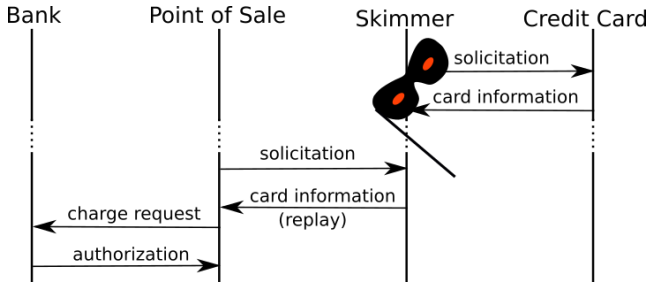 Bank Point of Sale Skimmer Credit Card
solicitation
card information
solicitation
card information
(replay)
charge request
authorization